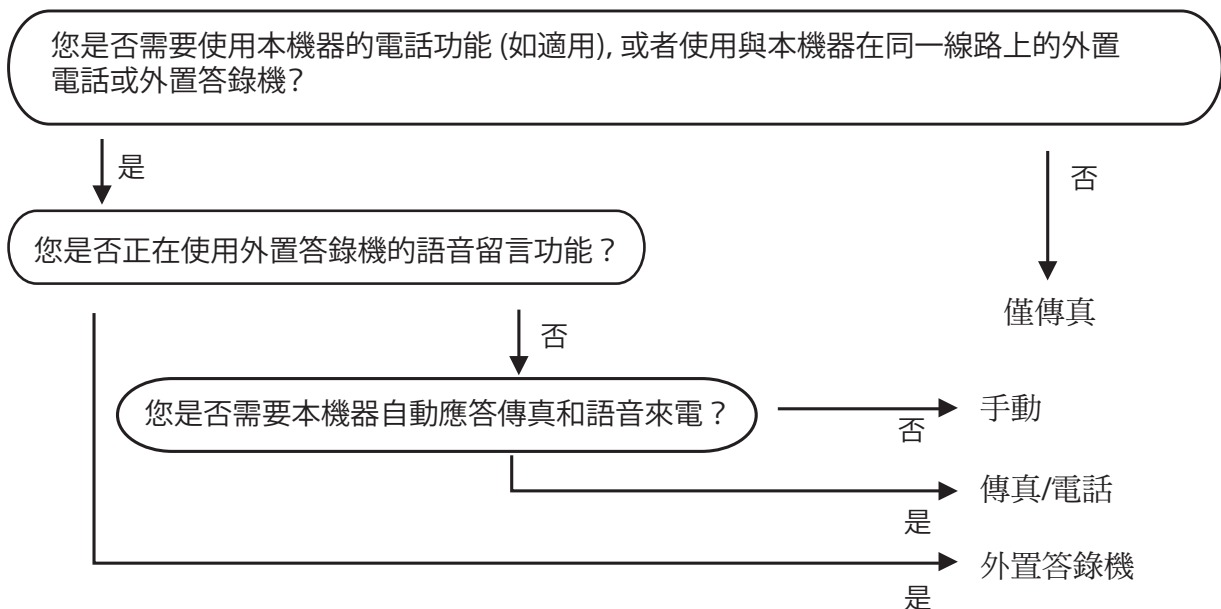 您是否需要使用本機器的電話功能 (如適用), 或者使用與本機器在同一線路上的外置
電話或外置答錄機?
是
否
您是否正在使用外置答錄機的語音留言功能？
僅傳真
否
您是否需要本機器自動應答傳真和語音來電？
手動
否
傳真/電話
是
外置答錄機
是